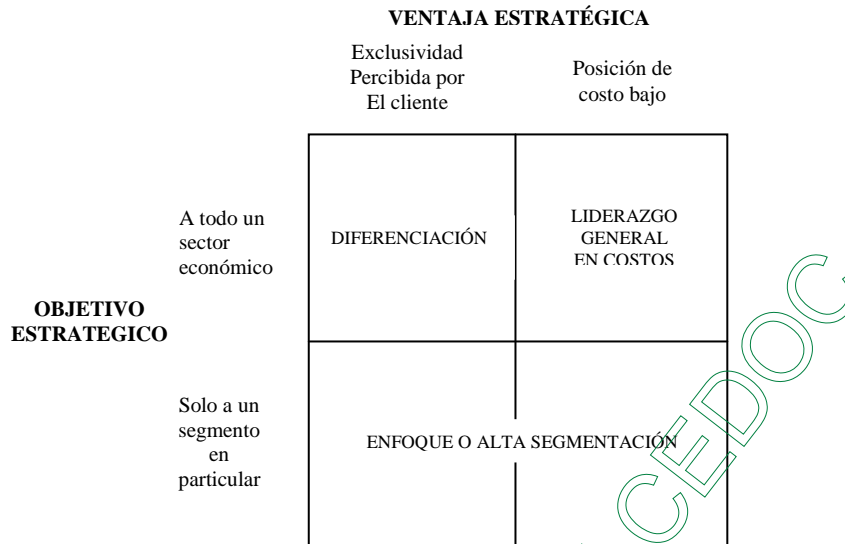 VENTAJA ESTRATÉGICA
Exclusividad
Percibida por
El cliente
Posición de
costo bajo
A todo un
sector
económico
DIFERENCIACIÓN
LIDERAZGO
GENERAL
EN COSTOS
OBJETIVO
ESTRATEGICO
Solo a un
segmento
en
particular
ENFOQUE O ALTA SEGMENTACIÓN
CEDOC